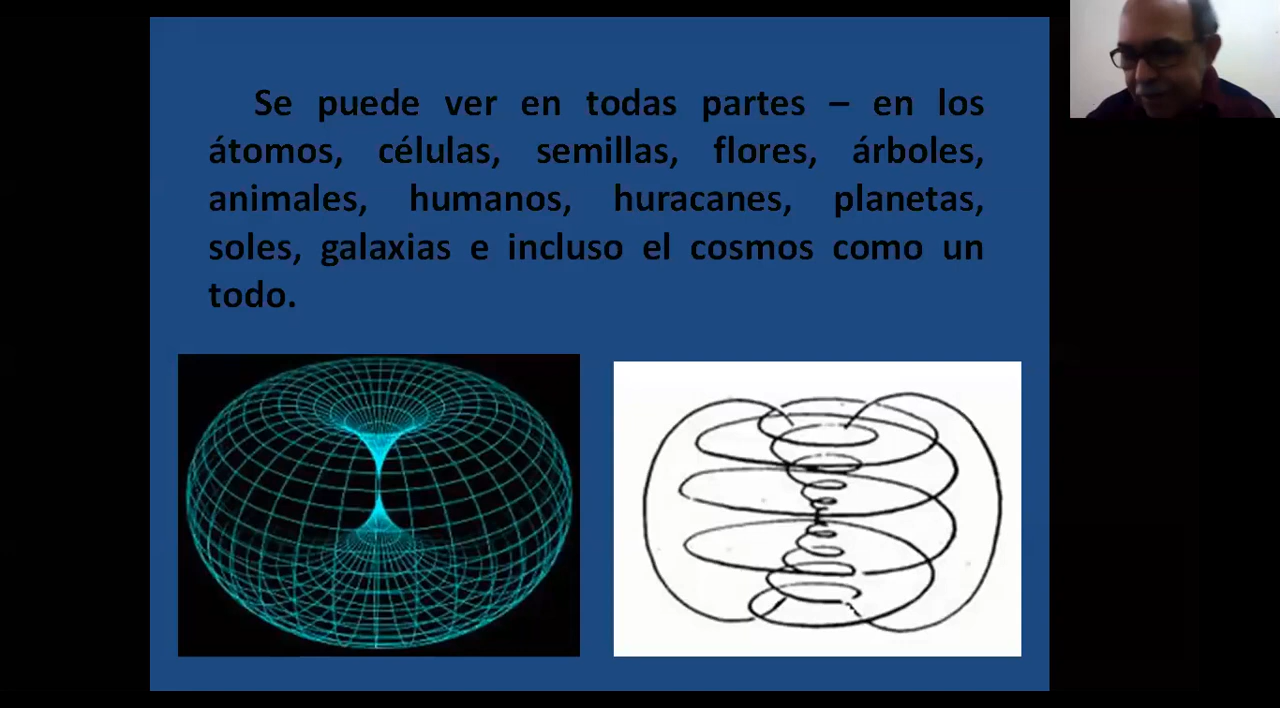 Se puede ver en todas partes – en los
átomos, células, semillas, flores, árboles,
animales, humanos, huracanes, planetas,
soles, galaxias e incluso el cosmos como un
todo.